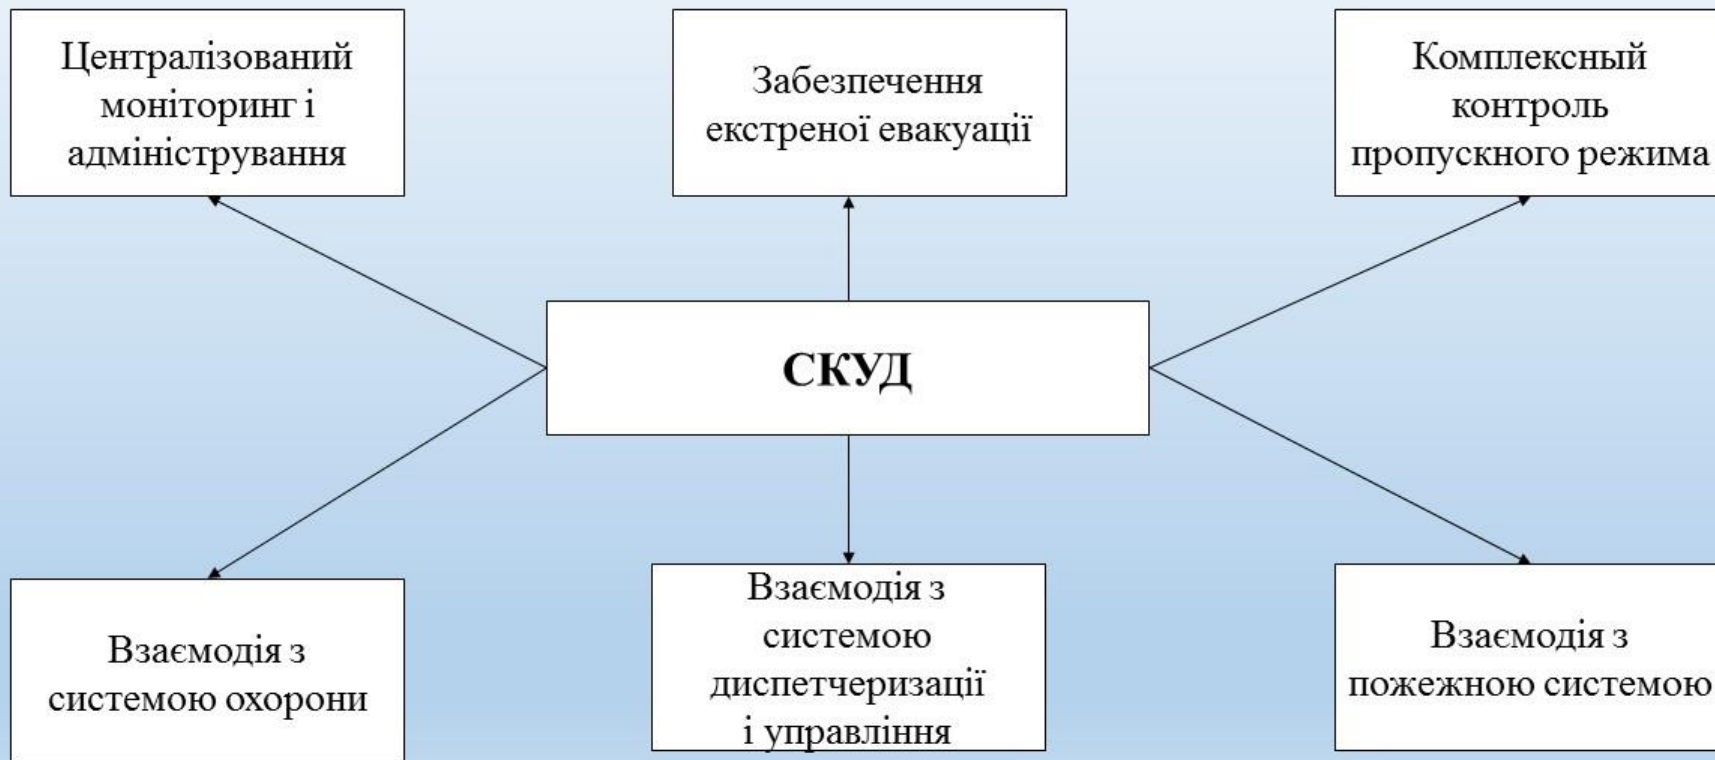 Централізований
моніторинг і
адміністрування
Забезпечення
екстреної евакуації
Комплексный
контроль
пропускного режима
СКУД
Взаємодія з
системою охорони
Взаємодія з
системою
диспетчеризації
і управління
Взаємодія з
пожежною системою